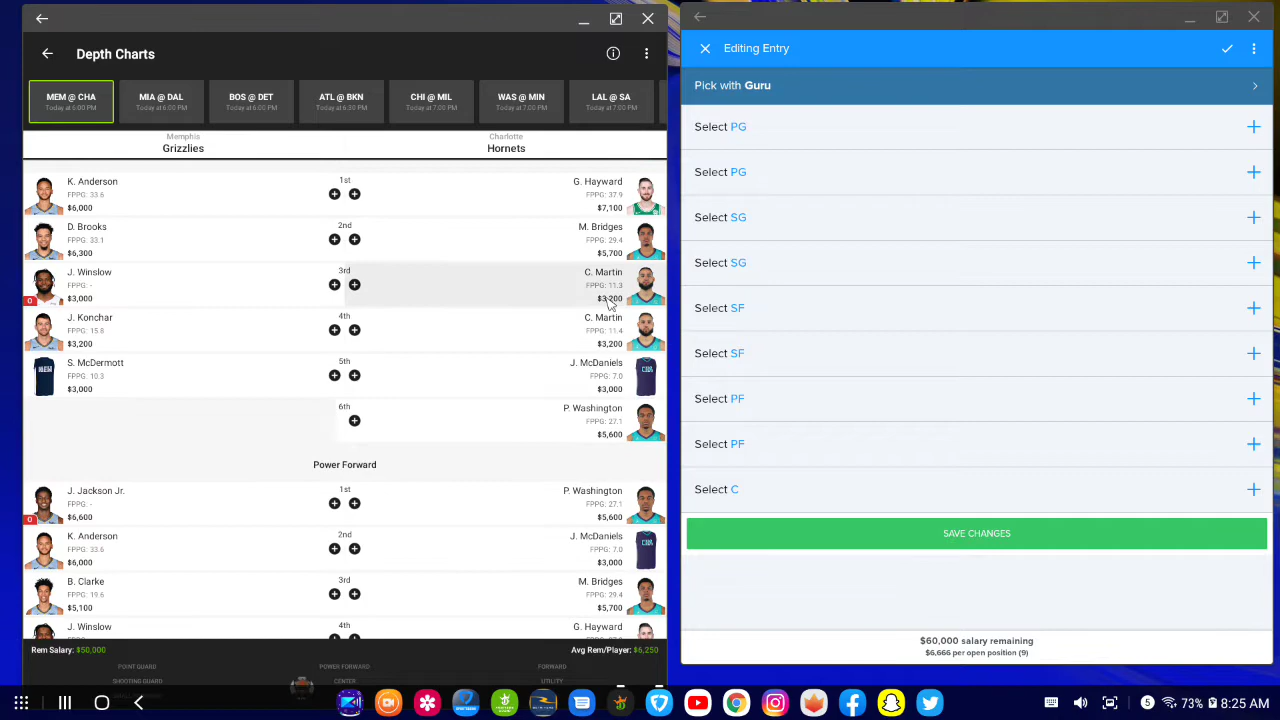 Depth Charts
MEM @ CHA
Today at 6:00 PM
MIA @ DAL
Today at 6:00 PM
BOS @ DET
Today at 6:00 PM
ATL @ BKN
Today at 6:30 PM
CHI @ MIL
Today at 7:00 PM
WAS @ MIN
Today at 7:00 PM
LAL @ SA
Today at 7:00 PM
Memphis
Grizzlies
Charlotte
Hornets
K. Anderson 1st G. Hayward
FPPG: 33.6 FPPG: 37.9
$6,000 $7,100
D. Brooks 2nd M. Bridges
FPPG: 33.1 FPPG: 29.4
$6,300 $5,700
J. Winslow 3rd C. Martin
FPPG: - FPPG: 11.3
O $3,000 $3,200
J. Konchar 4th C. Martin
FPPG: 15.8 FPPG: 11.4
$3,200 $3,200
S. McDermott 5th J. McDaniels
FPPG: 10.3 FPPG: 7.0
$3,000 $3,000
6th P. Washington
FPPG: 27.1
$5,600
Power Forward
J. Jackson Jr. 1st P. Washington
FPPG: - FPPG: 27.1
O $6,600 $5,600
K. Anderson 2nd J. McDaniels
FPPG: 33.6 FPPG: 7.0
$6,000 $3,000
B. Clarke 3rd M. Bridges
FPPG: 19.6 FPPG: 29.4
$5,100 $5,700
J. Winslow 4th G. Hayward
Rem Salary: $50,000 Avg Rem/Player: $6,250
POINT GUARD POWER FORWARD FORWARD
SHOOTING GUARD CENTER UTILITY
Editing Entry
Pick with Guru
Select PG
Select PG
Select SG
Select SG
Select SF
Select SF
Select PF
Select PF
Select C
SAVE CHANGES
$60,000 salary remaining
$6,666 per open position (9)
5 73% 8:26 AM